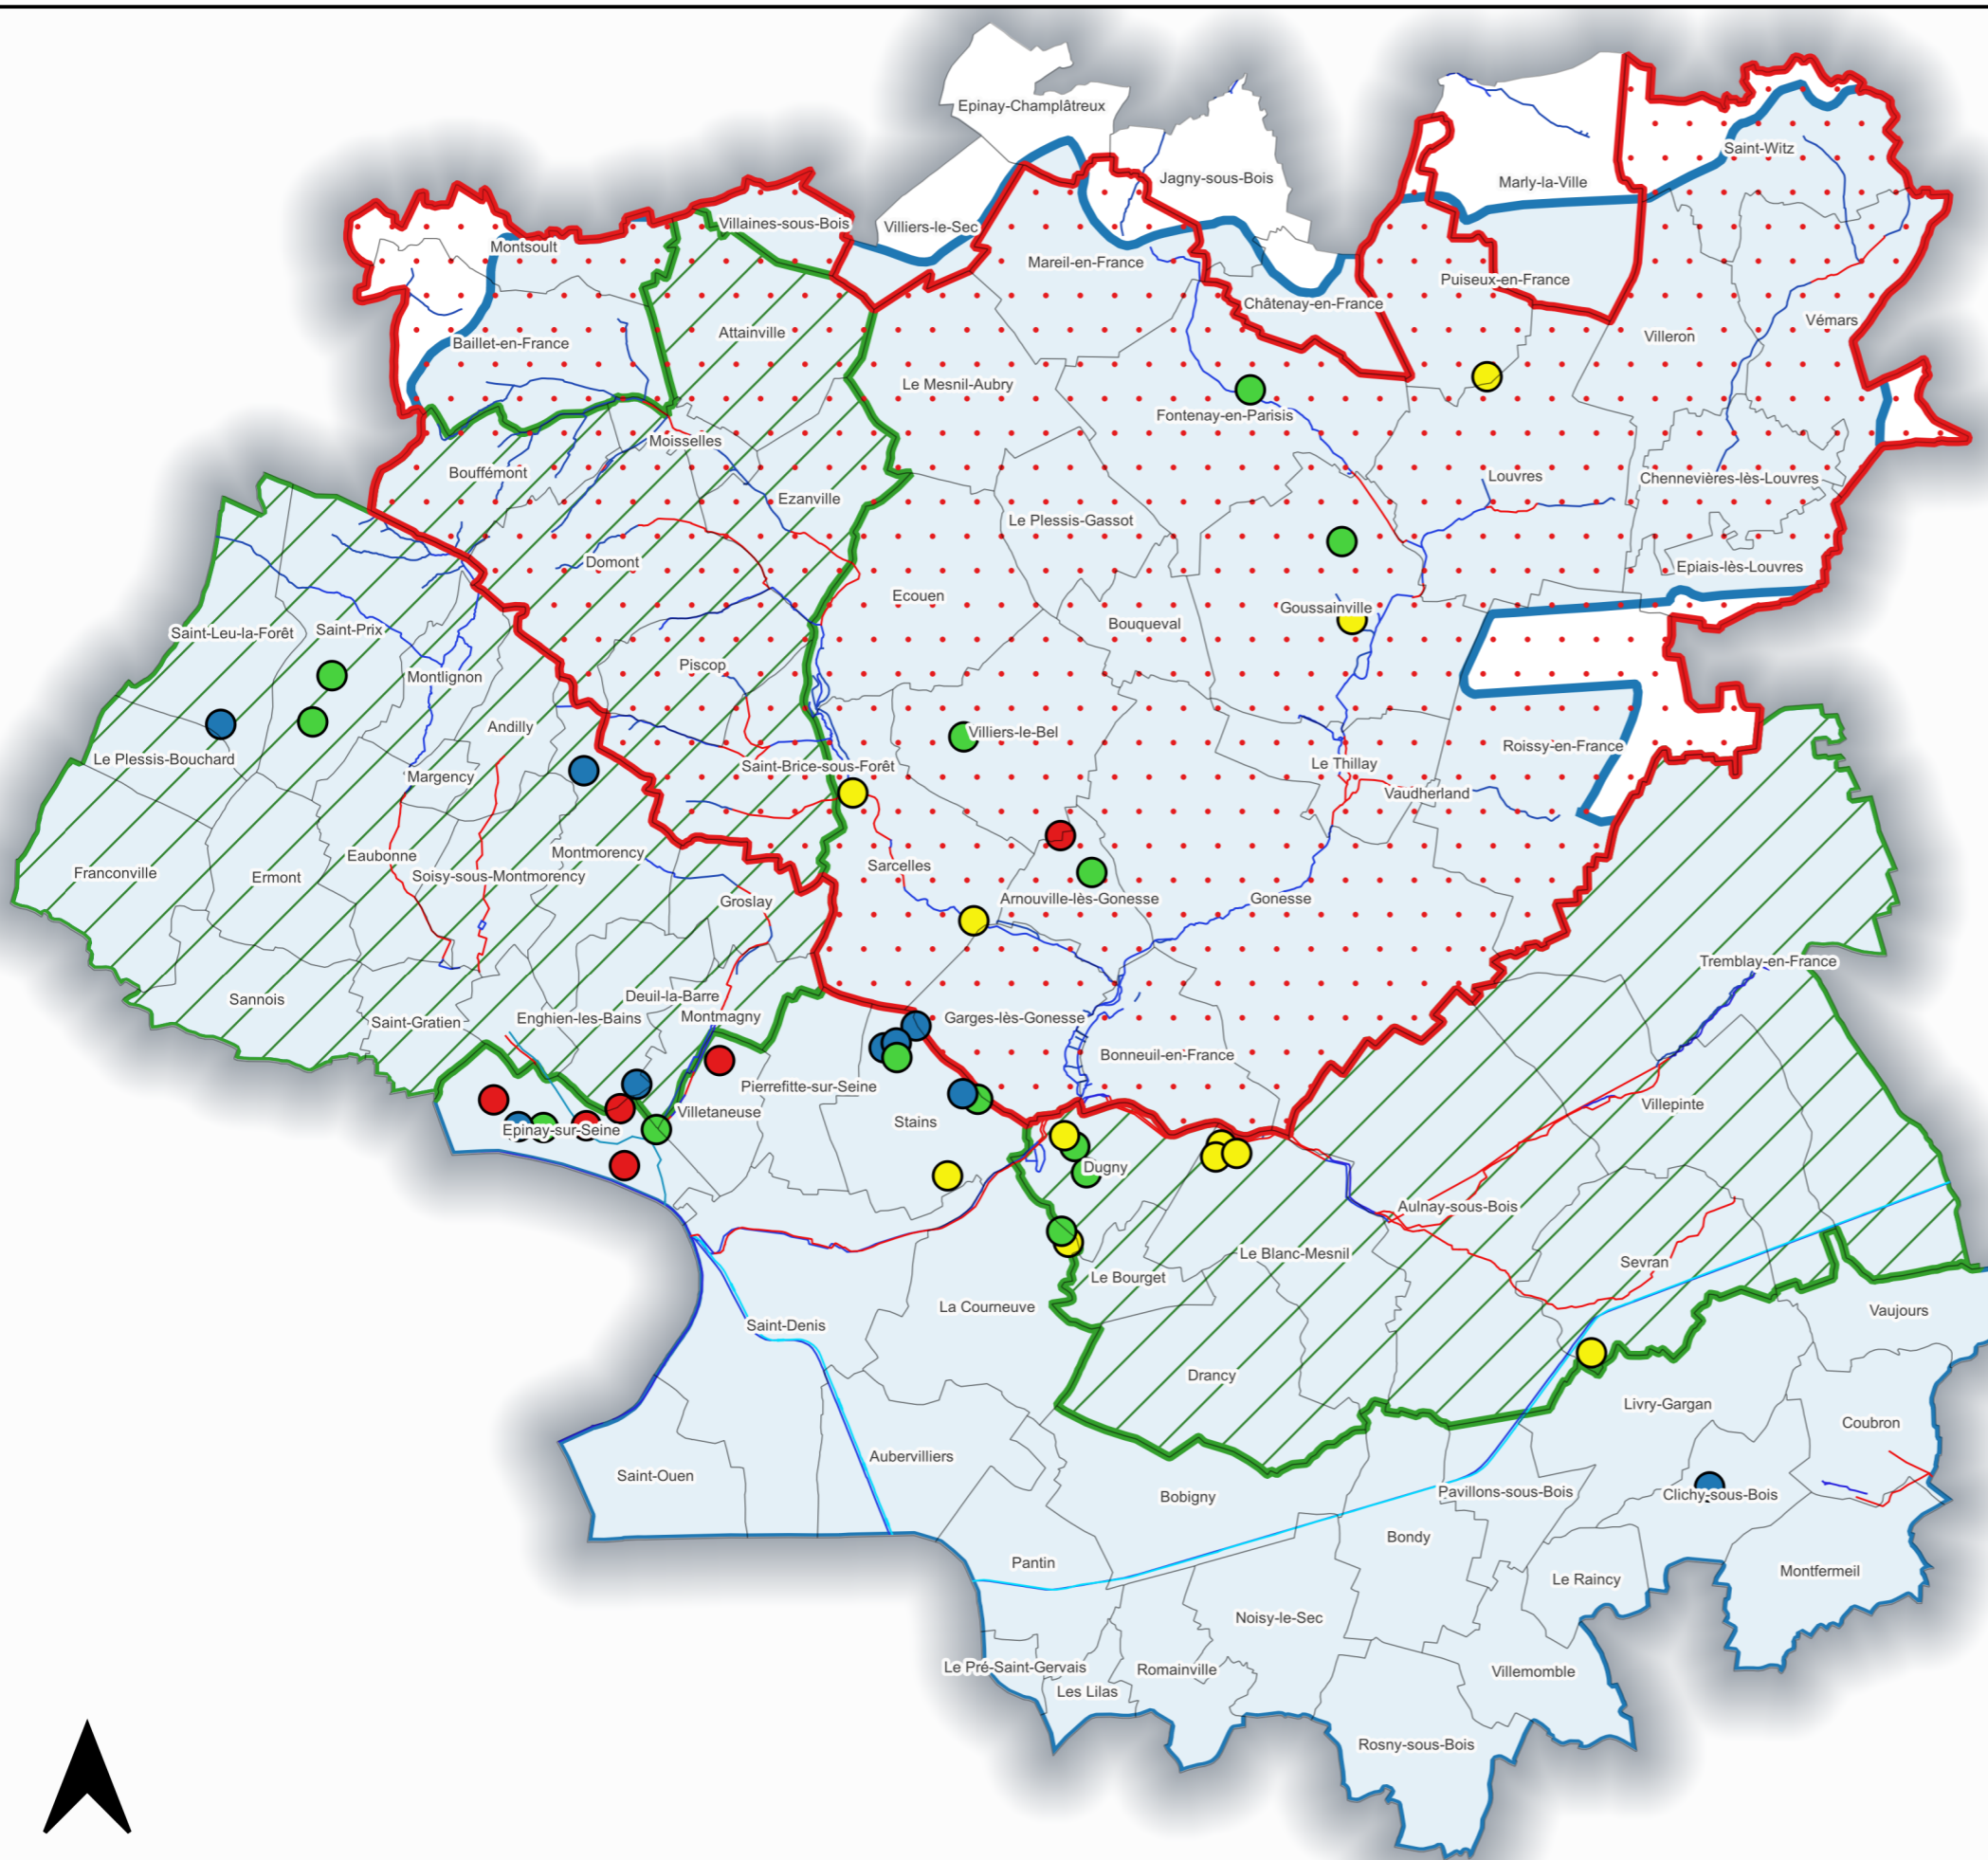 Epinay-Champlâtreux
Saint-Witz
Jagny-sous-Bois
Marly-la-Ville
Villaines-sous-Bois
Villiers-le-Sec
Montsoult
Mareil-en-France
Puiseux-en-France
Châtenay-en-France
Vémars
Attainville
Villeron
Baillet-en-France
Le Mesnil-Aubry
Fontenay-en-Parisis
Moisselles
Bouffémont
Louvres
Chennevières-lès-Louvres
Ezanville
Le Plessis-Gassot
Domont
Epiais-lès-Louvres
Ecouen
Goussainville
Bouqueval
Saint-Leu-la-Forêt
Saint-Prix
Piscop
Montlignon
Andilly
Villiers-le-Bel
Roissy-en-France
Le Plessis-Bouchard
Saint-Brice-sous-Forêt
Le Thillay
Margency
Vaudherland
Montmorency
Eaubonne
Sarcelles
Franconville
Ermont
Soisy-sous-Montmorency
Groslay
Arnouville-lès-Gonesse
Gonesse
Tremblay-en-France
Sannois
Deuil-la-Barre
Saint-Gratien
Enghien-les-Bains
Montmagny
Garges-lès-Gonesse
Bonneuil-en-France
Pierrefitte-sur-Seine
Villepinte
Villetaneuse
Stains
Epinay-sur-Seine
Dugny
Aulnay-sous-Bois
Le Blanc-Mesnil
Sevran
Le Bourget
La Courneuve
Vaujours
Saint-Denis
Drancy
Livry-Gargan
Coubron
Aubervilliers
Saint-Ouen
Bobigny
Pavillons-sous-Bois
Clichy-sous-Bois
Bondy
Pantin
Montfermeil
Le Raincy
Noisy-le-Sec
Le Pré-Saint-Gervais
Romainville
Villemomble
Les Lilas
Rosny-sous-Bois